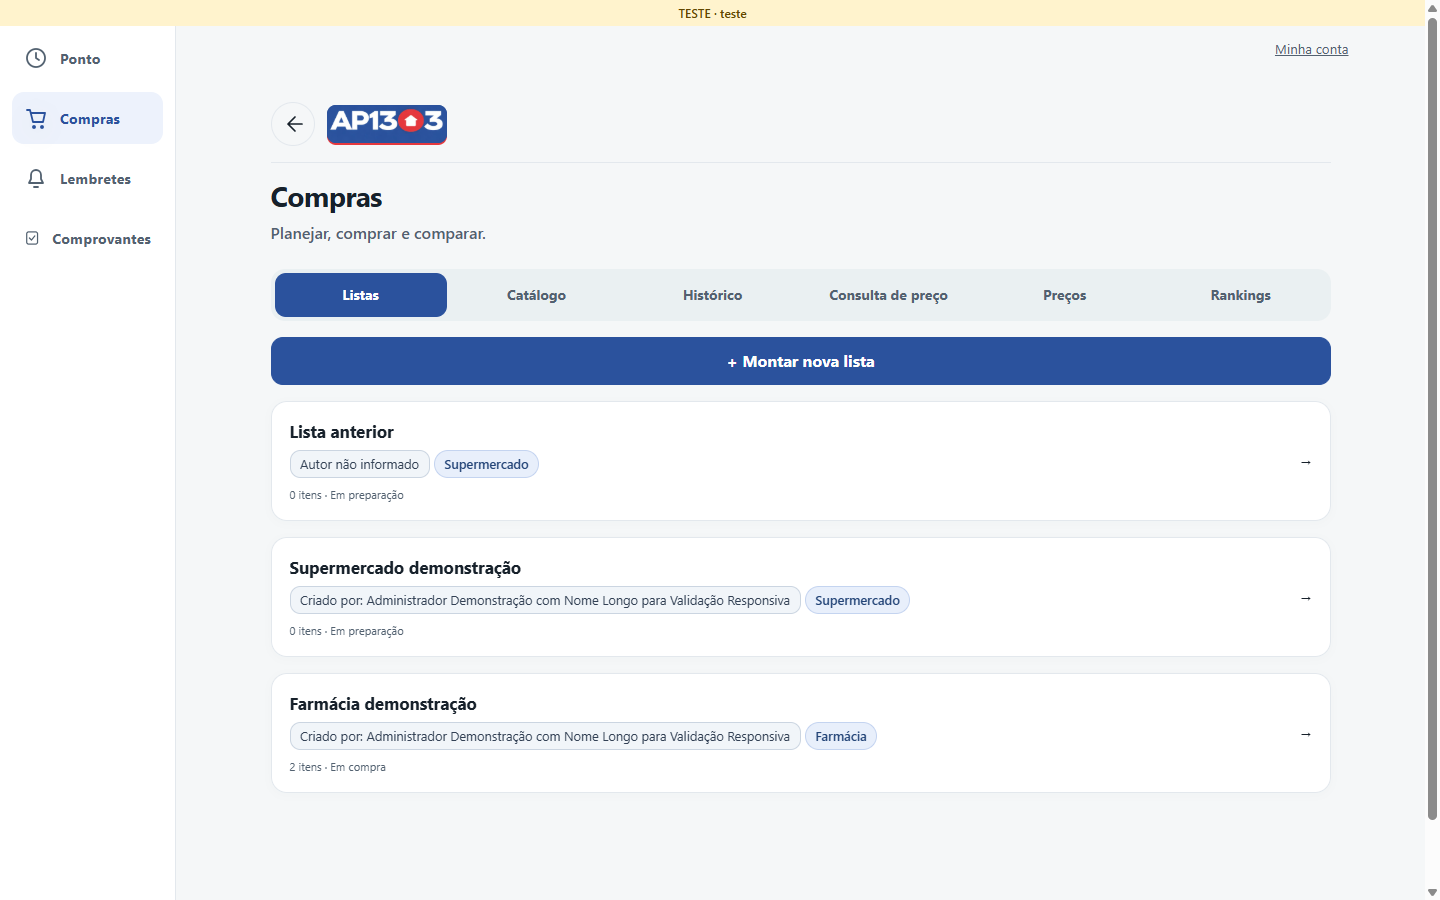 TESTE · teste
Minha conta
Ponto
Compras
Lembretes
Comprovantes
AP1303
Compras
Planejar, comprar e comparar.
Listas
Catálogo
Histórico
Consulta de preço
Preços
Rankings
+ Montar nova lista
Lista anterior
Autor não informado
Supermercado
0 itens · Em preparação
→
Supermercado demonstração
Criado por: Administrador Demonstração com Nome Longo para Validação Responsiva
Supermercado
0 itens · Em preparação
→
Farmácia demonstração
Criado por: Administrador Demonstração com Nome Longo para Validação Responsiva
Farmácia
2 itens · Em compra
→